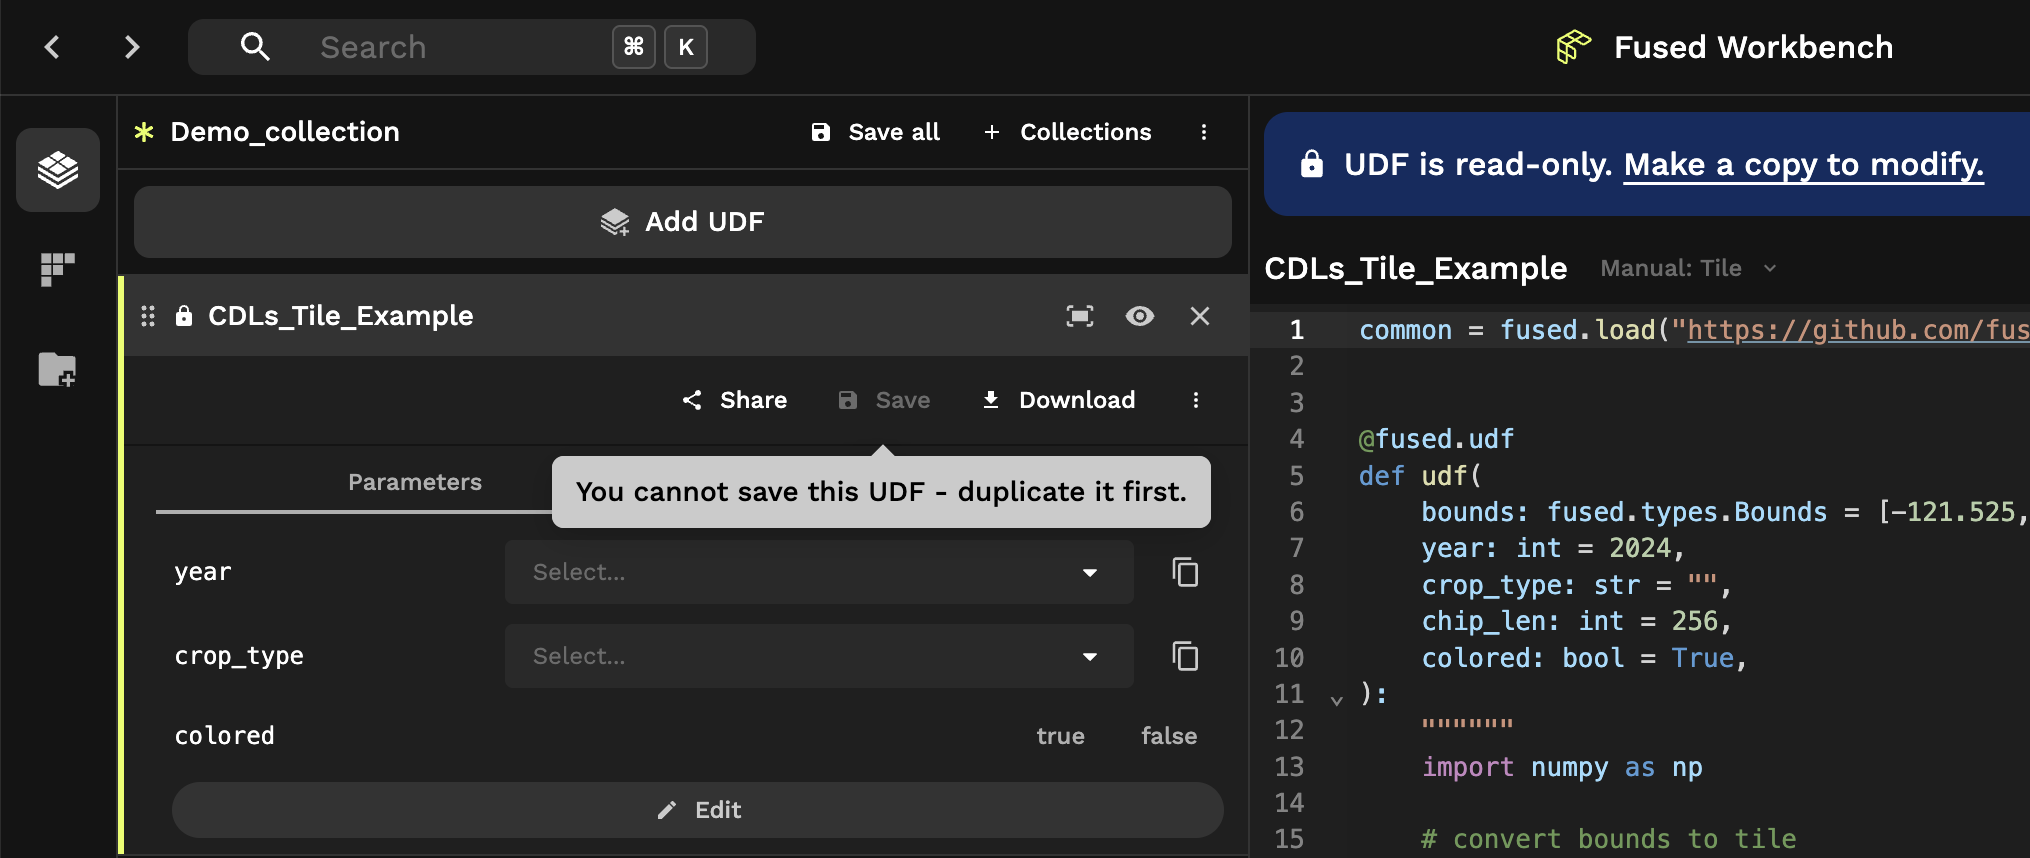 Search ⌘ K
Fused Workbench
* Demo_collection
Save all
+ Collections
Add UDF
CDLs_Tile_Example
Share
Save
Download
You cannot save this UDF - duplicate it first.
Parameters
year
Select...
crop_type
Select...
colored
true
false
Edit
UDF is read-only. Make a copy to modify.
CDLs_Tile_Example
Manual: Tile
1 common = fused.load("https://github.com/fus
2
3
4 @fused.udf
5 def udf(
6 bounds: fused.types.Bounds = [-121.525,
7 year: int = 2024,
8 crop_type: str = "",
9 chip_len: int = 256,
10 colored: bool = True,
11 ):
12 """"""
13 import numpy as np
14
15 # convert bounds to tile